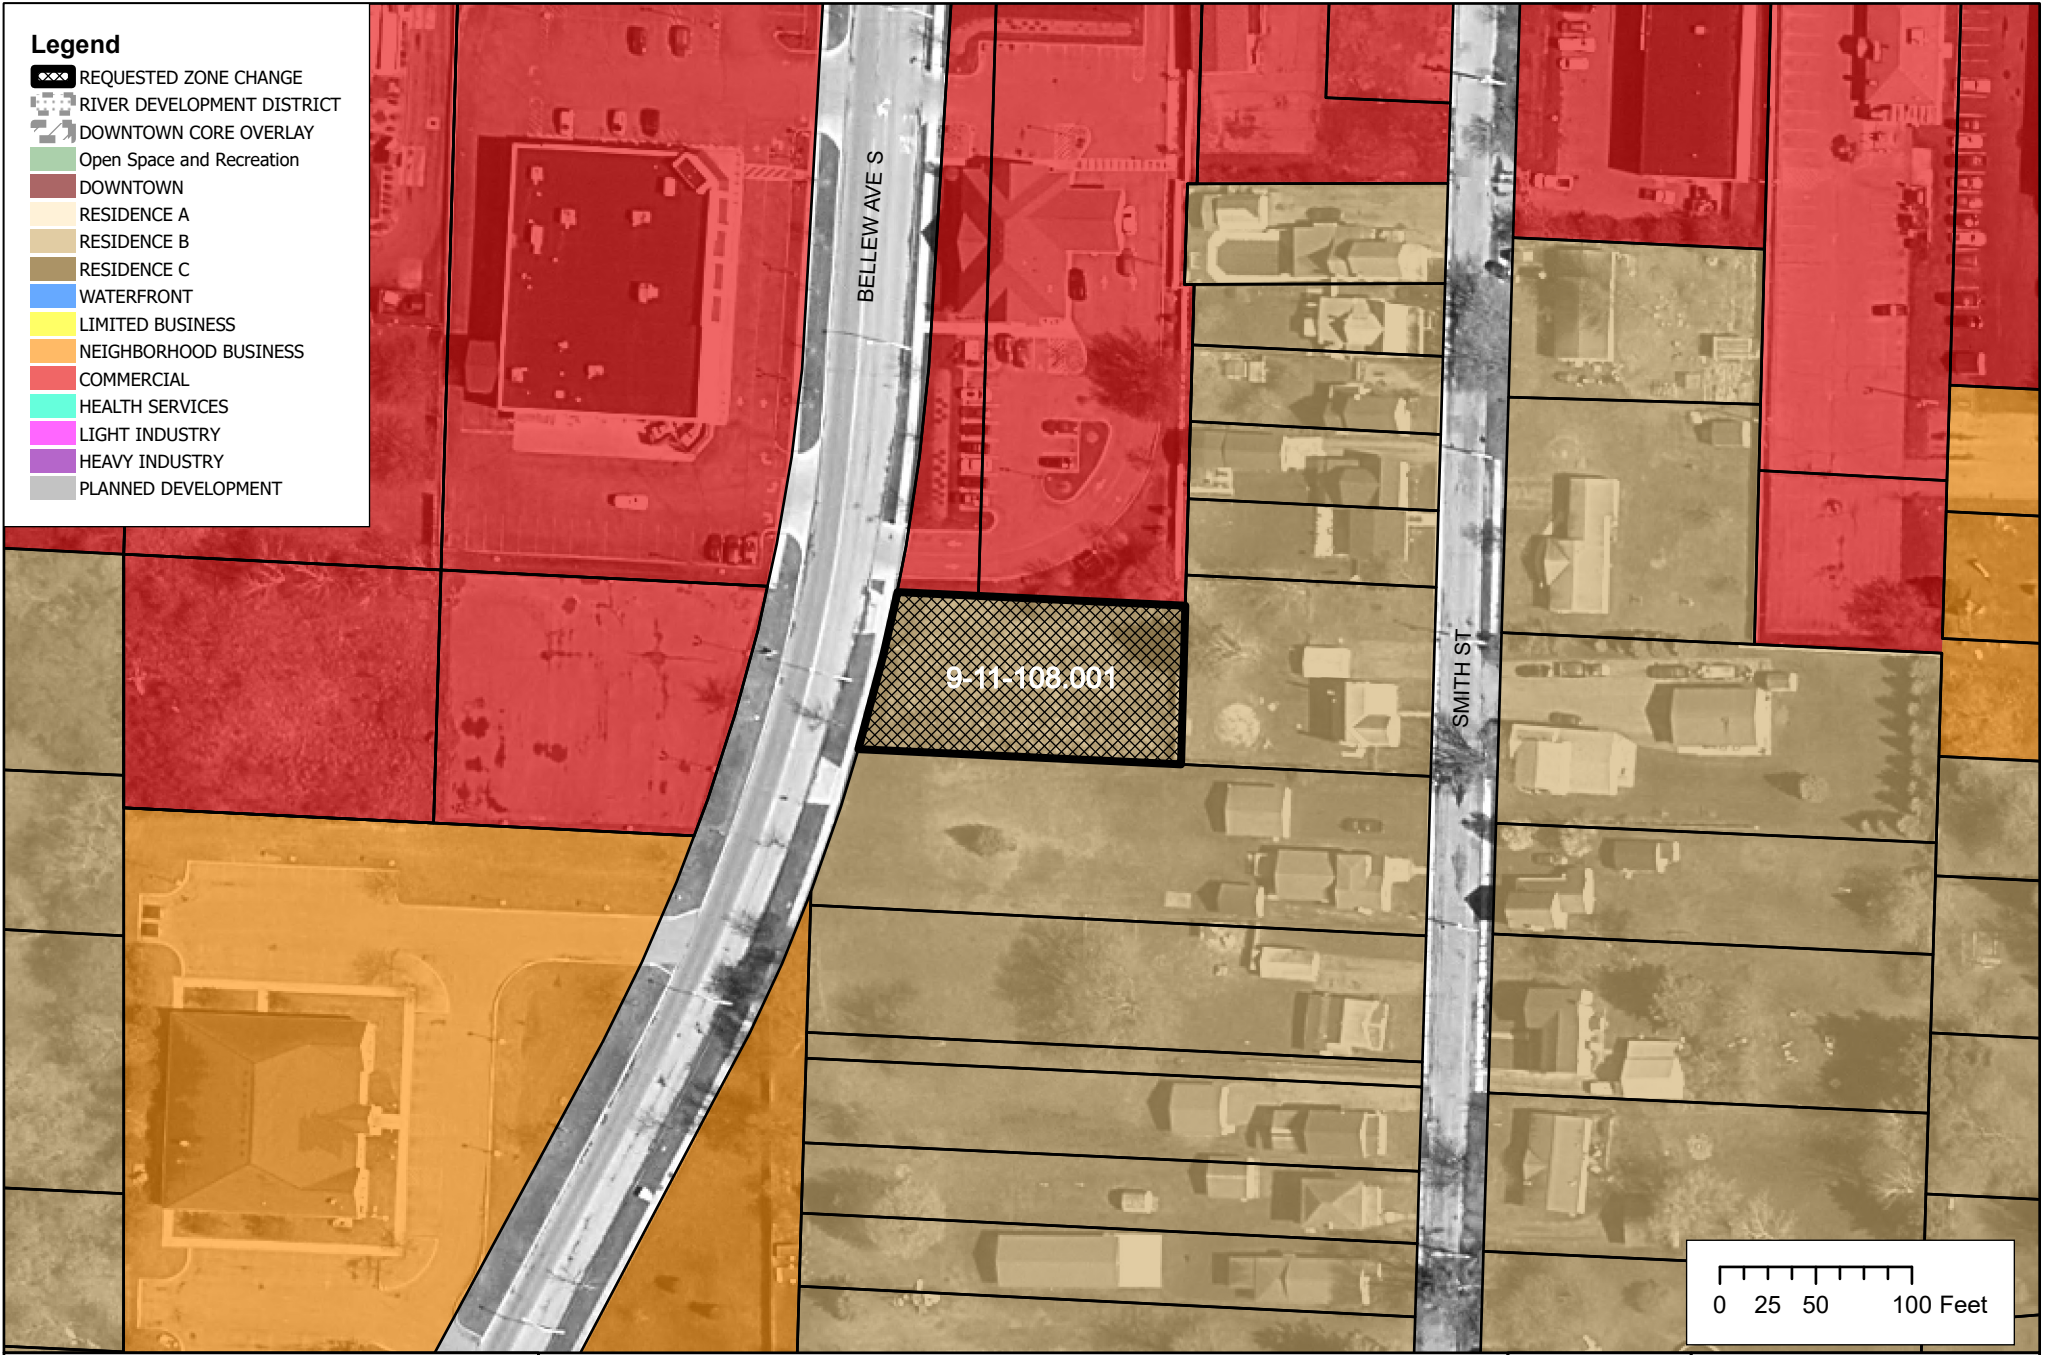 Legend
REQUESTED ZONE CHANGE
RIVER DEVELOPMENT DISTRICT
DOWNTOWN CORE OVERLAY
Open Space and Recreation
DOWNTOWN
RESIDENCE A
RESIDENCE B
RESIDENCE C
WATERFRONT
LIMITED BUSINESS
NEIGHBORHOOD BUSINESS
COMMERCIAL
HEALTH SERVICES
LIGHT INDUSTRY
HEAVY INDUSTRY
PLANNED DEVELOPMENT
BELLEW AVE S
9-11-108.001
SMITH ST
0 25 50 100 Feet